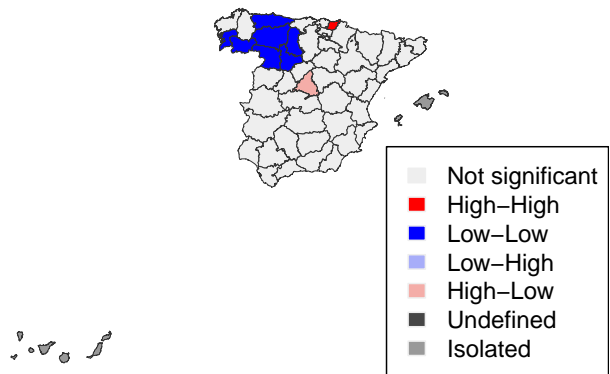 Not significant
High−High
Low−Low
Low−High
High−Low
Undefined
Isolated